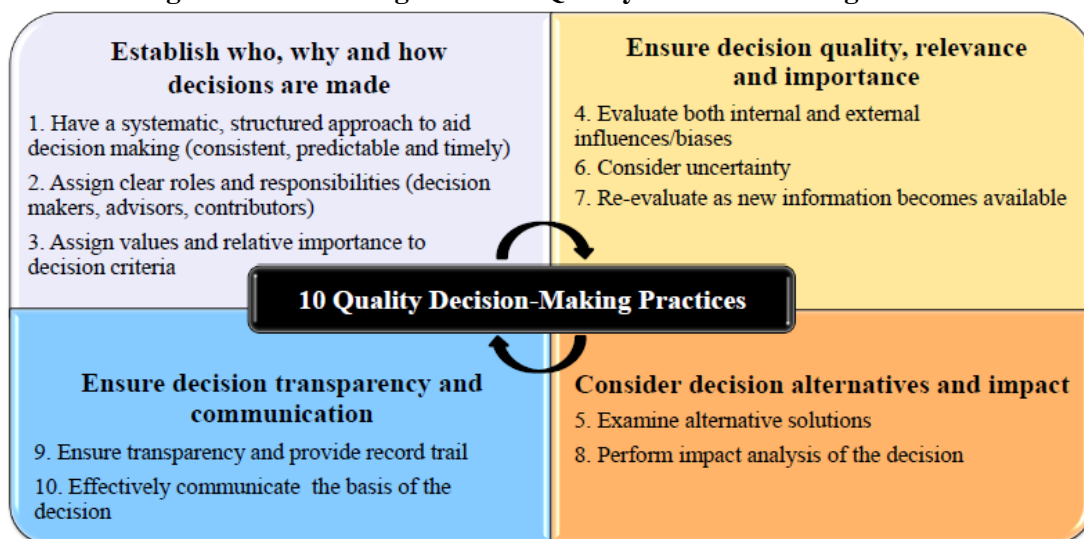 Establish who, why and how
decisions are made
1. Have a systematic, structured approach to aid
decision making (consistent, predictable and timely)
2. Assign clear roles and responsibilities (decision
makers, advisors, contributors)
3. Assign values and relative importance to
decision criteria
Ensure decision quality, relevance
and importance
4. Evaluate both internal and external
influences/biases
6. Consider uncertainty
7. Re-evaluate as new information becomes available
10 Quality Decision-Making Practices
Ensure decision transparency and
communication
9. Ensure transparency and provide record trail
10. Effectively communicate the basis of the
decision
Consider decision alternatives and impact
5. Examine alternative solutions
8. Perform impact analysis of the decision